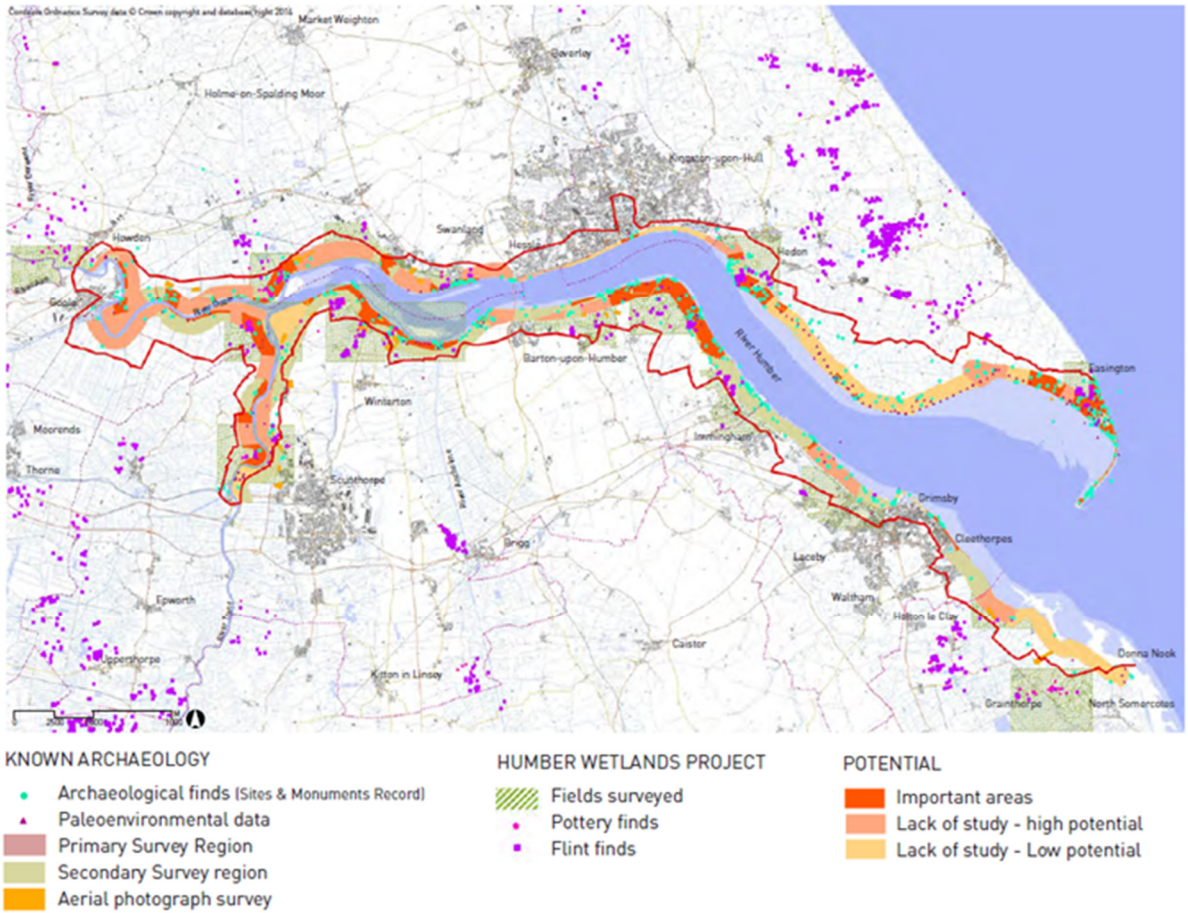 Contains Ordnance Survey data © Crown copyright and database right 2016
Market Weighton
Beverley
Holme-on-Spalding Moor
Kingston-upon-Hull
Howden
Swanland
Hessle
Hedon
Goole
River Humber
Easington
Barton-upon-Humber
Winterton
Moorends
Thorne
Immingham
Scunthorpe
Grimsby
Brigg
Cleethorpes
Laceby
Waltham
Epworth
Holton le Clay
Caistor
Donna Nook
Kirton in Lindsey
Grainthorpe
North Somercotes
KNOWN ARCHAEOLOGY
Archaeological finds (Sites & Monuments Record)
Paleoenvironmental data
Primary Survey Region
Secondary Survey region
Aerial photograph survey
HUMBER WETLANDS PROJECT
Fields surveyed
Pottery finds
Flint finds
POTENTIAL
Important areas
Lack of study - high potential
Lack of study - Low potential